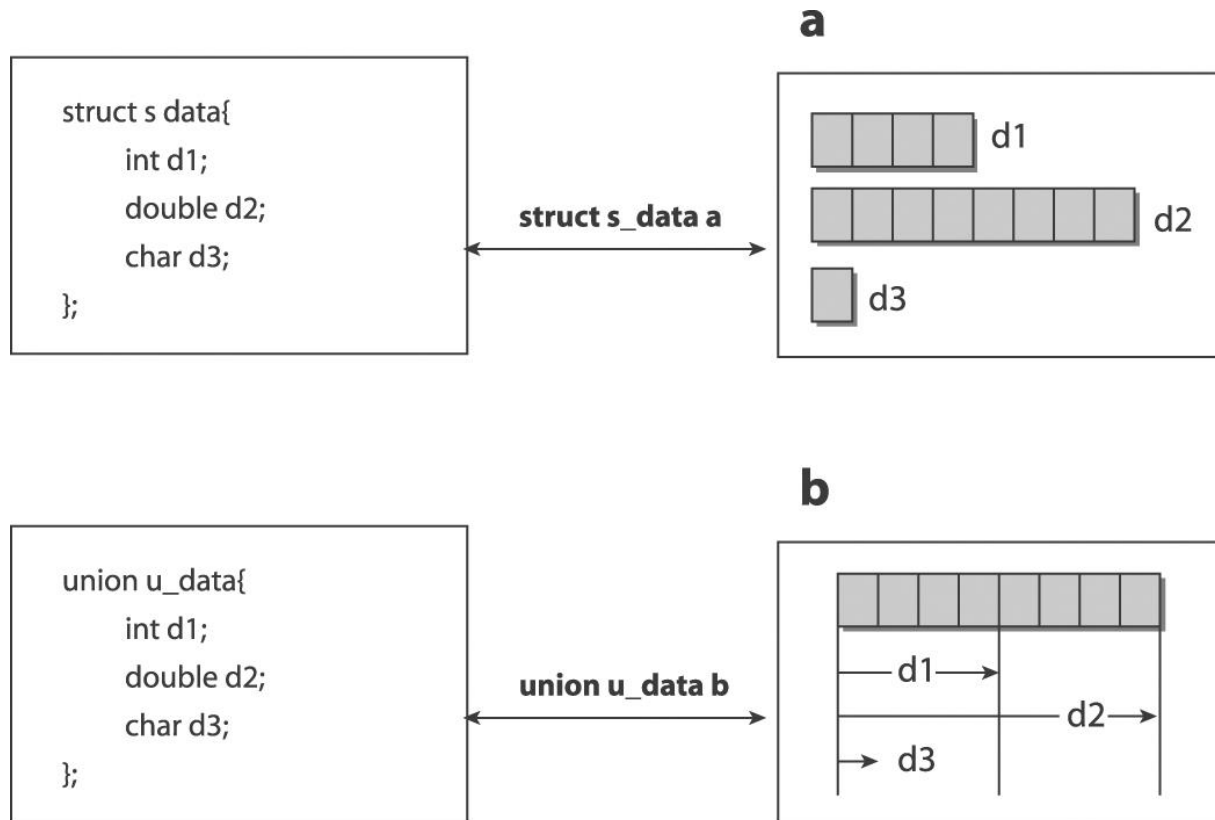 a
struct s data{
int d1;
double d2;
char d3;
};
struct s_data a
d1
d2
d3
b
union u_data{
int d1;
double d2;
char d3;
};
union u_data b
d1
d2
d3